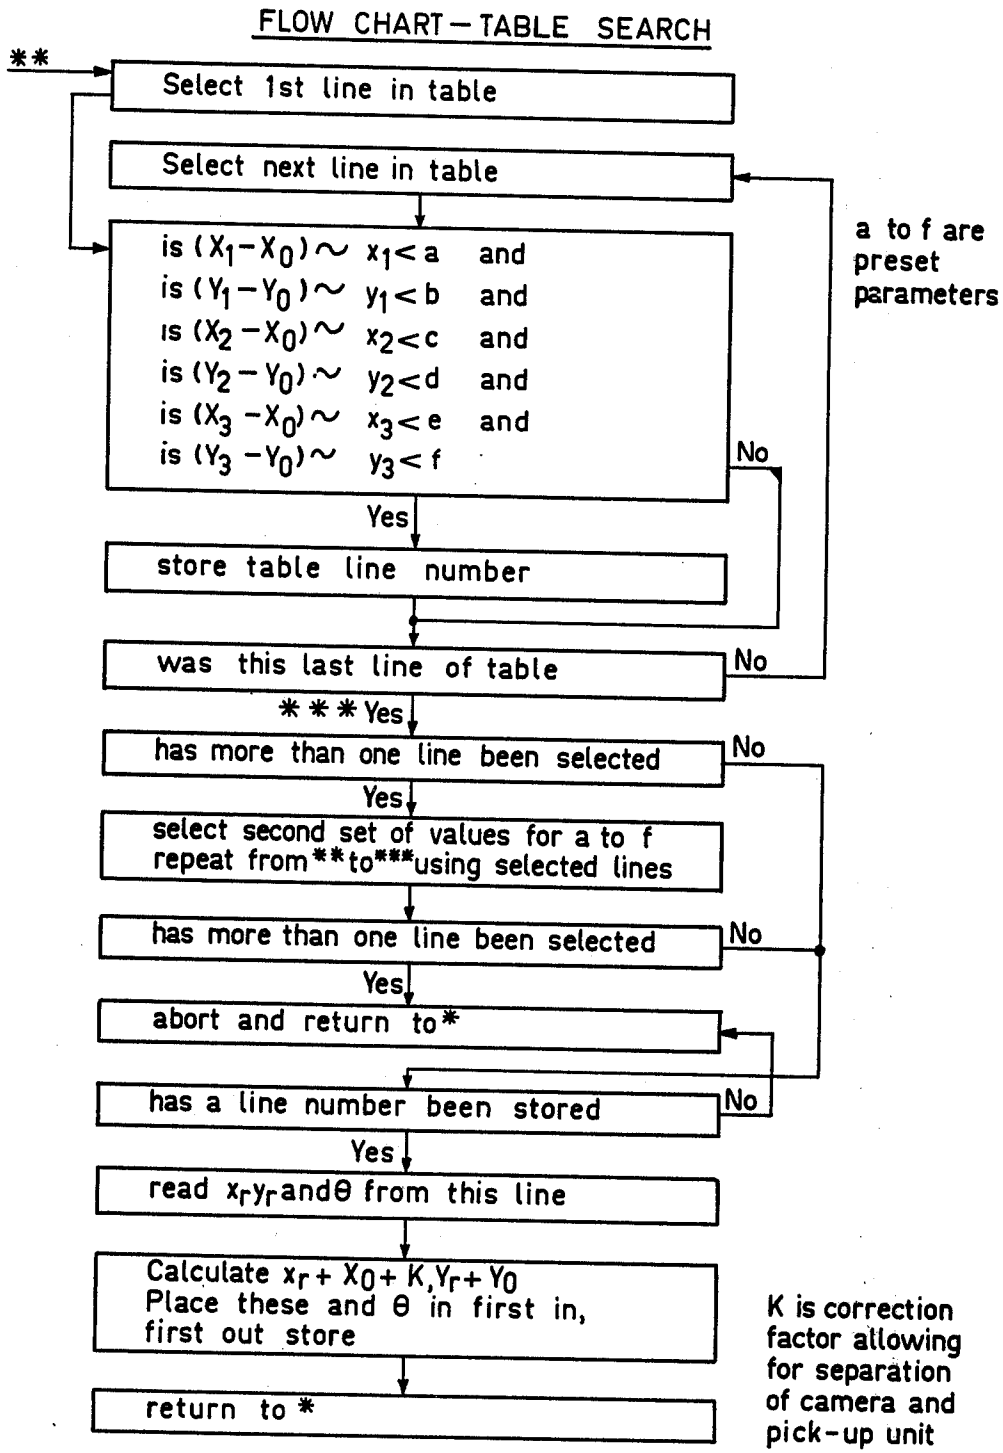 FLOW CHART — TABLE SEARCH
**
Select 1st line in table
Select next line in table
a to f are
preset
parameters
is (X₁ − X₀) ~ x₁ < a and
is (Y₁ − Y₀) ~ y₁ < b and
is (X₂ − X₀) ~ x₂ < c and
is (Y₂ − Y₀) ~ y₂ < d and
is (X₃ − X₀) ~ x₃ < e and
is (Y₃ − Y₀) ~ y₃ < f
No
Yes
store table line number
was this last line of table
No
*** Yes
has more than one line been selected
No
Yes
select second set of values for a to f
repeat from ** to *** using selected lines
has more than one line been selected
No
Yes
abort and return to *
has a line number been stored
No
Yes
read xᵣyᵣ and θ from this line
Calculate xᵣ + X₀ + K, Yᵣ + Y₀
Place these and θ in first in,
first out store
return to *
K is correction
factor allowing
for separation
of camera and
pick-up unit